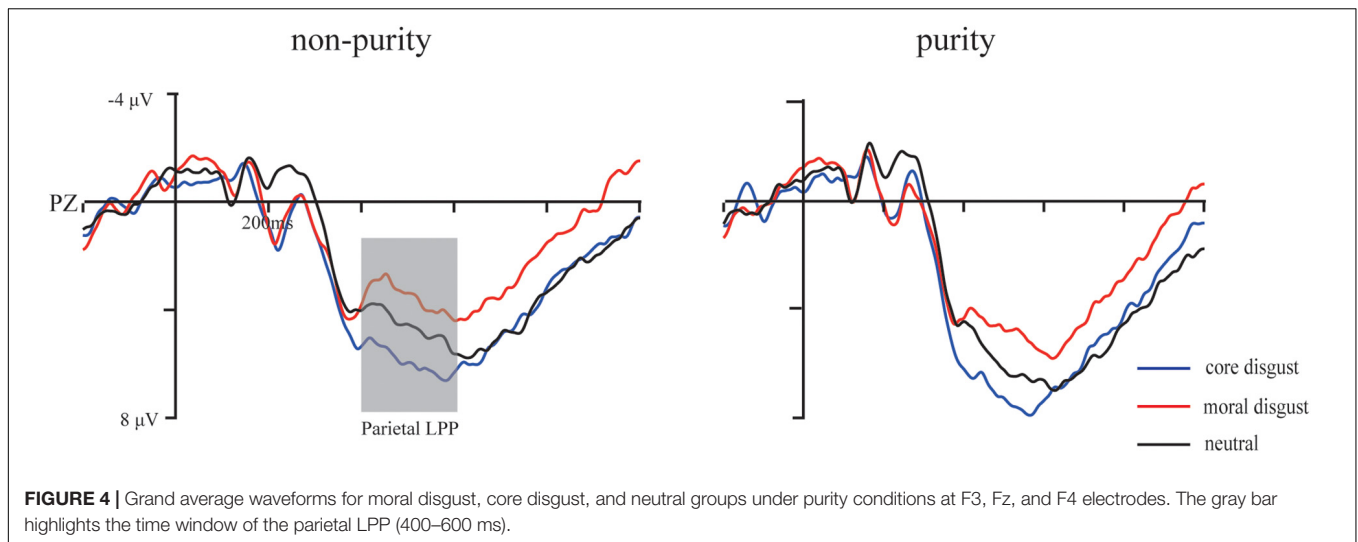 non-purity
purity
-4 μV
PZ
200ms
8 μV
Parietal LPP
core disgust
moral disgust
neutral
FIGURE 4 | Grand average waveforms for moral disgust, core disgust, and neutral groups under purity conditions at F3, Fz, and F4 electrodes. The gray bar
highlights the time window of the parietal LPP (400–600 ms).